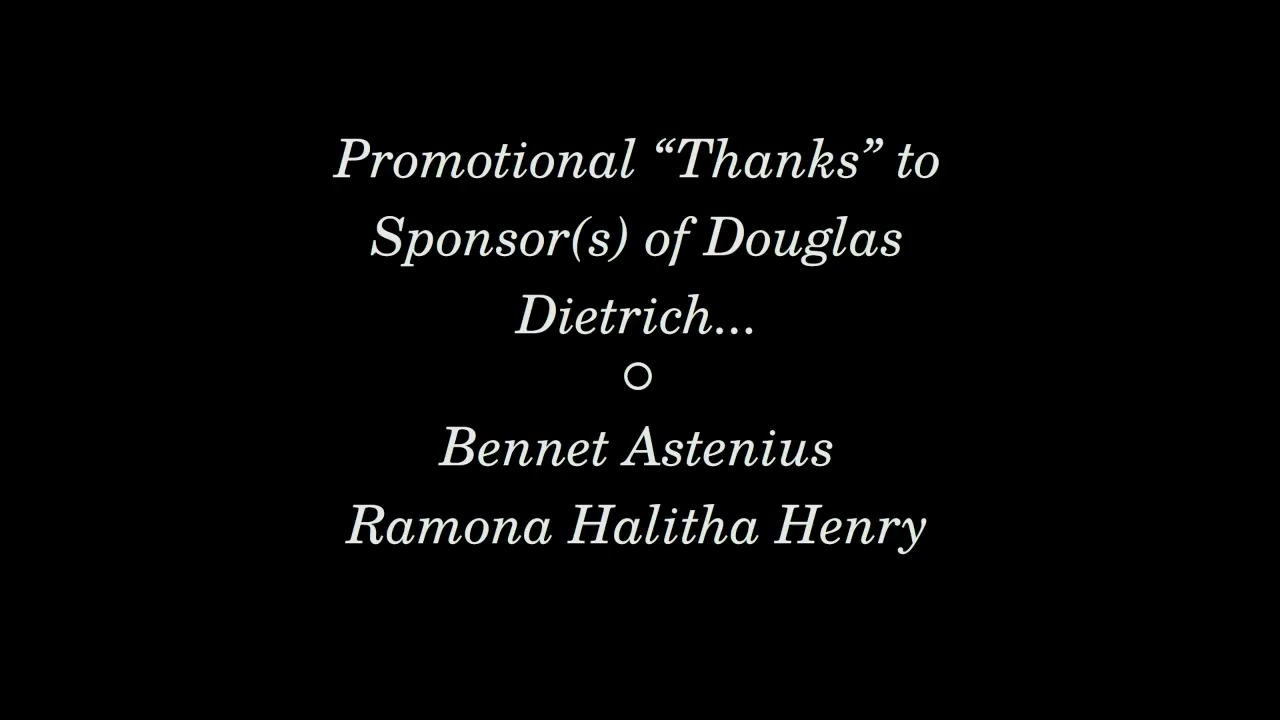 Promotional “Thanks” to
Sponsor(s) of Douglas
Dietrich...
Bennet Astenius
Ramona Halitha Henry